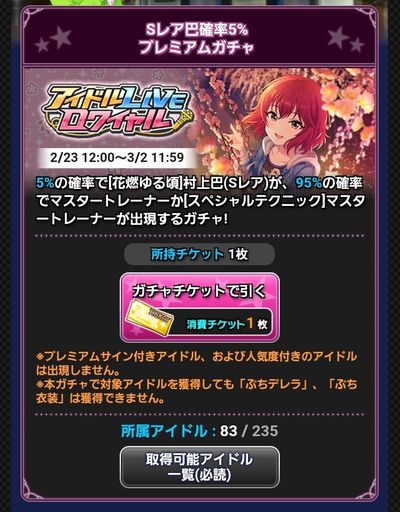 Sレア巴確率5%
プレミアムガチャ
アイドルLIVE
ロワイヤル
2/23 12:00〜3/2 11:59
5%の確率で[花燃ゆる頃]村上巴(Sレア)が、95%の確率
でマスタートレーナーか[スペシャルテクニック]マスタ
ートレーナーが出現するガチャ!
所持チケット 1枚
ガチャチケットで引く
消費チケット1枚
※プレミアムサイン付きアイドル、および人気度付きのアイドル
は出現しません。
※本ガチャで対象アイドルを獲得しても「ぷちデレラ」、「ぷち
衣装」は獲得できません。
所属アイドル : 83 / 235
取得可能アイドル
一覧(必読)